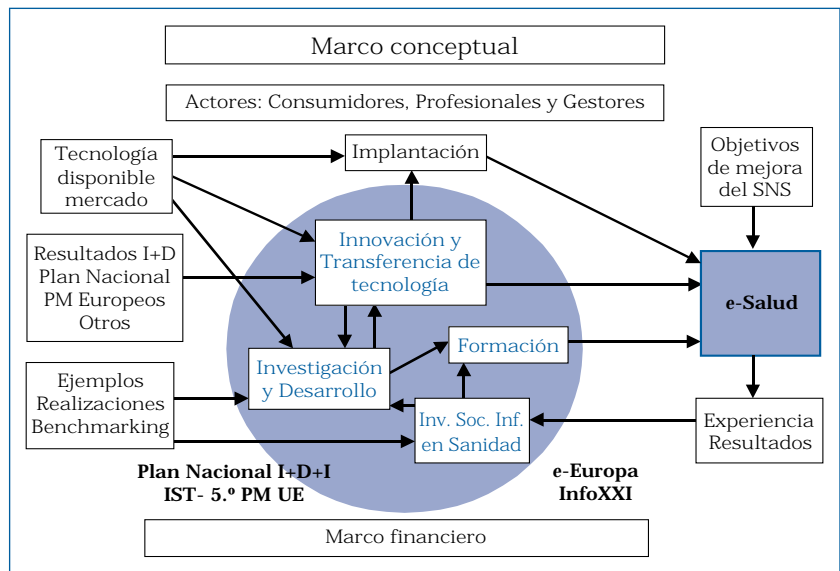 Marco conceptual
Actores: Consumidores, Profesionales y Gestores
Tecnología
disponible
mercado
Implantación
Objetivos
de mejora
del SNS
Resultados I+D
Plan Nacional
PM Europeos
Otros
Innovación y
Transferencia de
tecnología
e-Salud
Formación
Investigación
y Desarrollo
Ejemplos
Realizaciones
Benchmarking
Inv. Soc. Inf.
en Sanidad
Experiencia
Resultados
Plan Nacional I+D+I
IST- 5.º PM UE
e-Europa
InfoXXI
Marco financiero